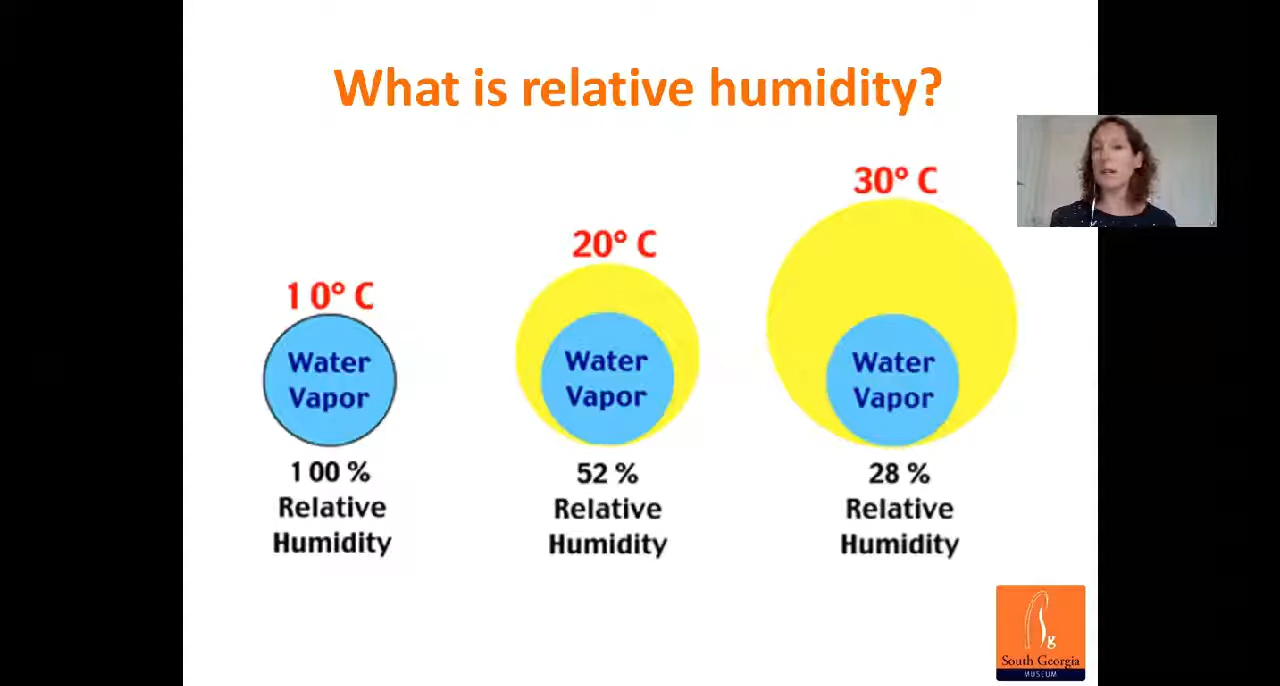 What is relative humidity?
10° C
Water
Vapor
100 %
Relative
Humidity
20° C
Water
Vapor
52 %
Relative
Humidity
30° C
Water
Vapor
28 %
Relative
Humidity
Sg
South Georgia
MUSEUM